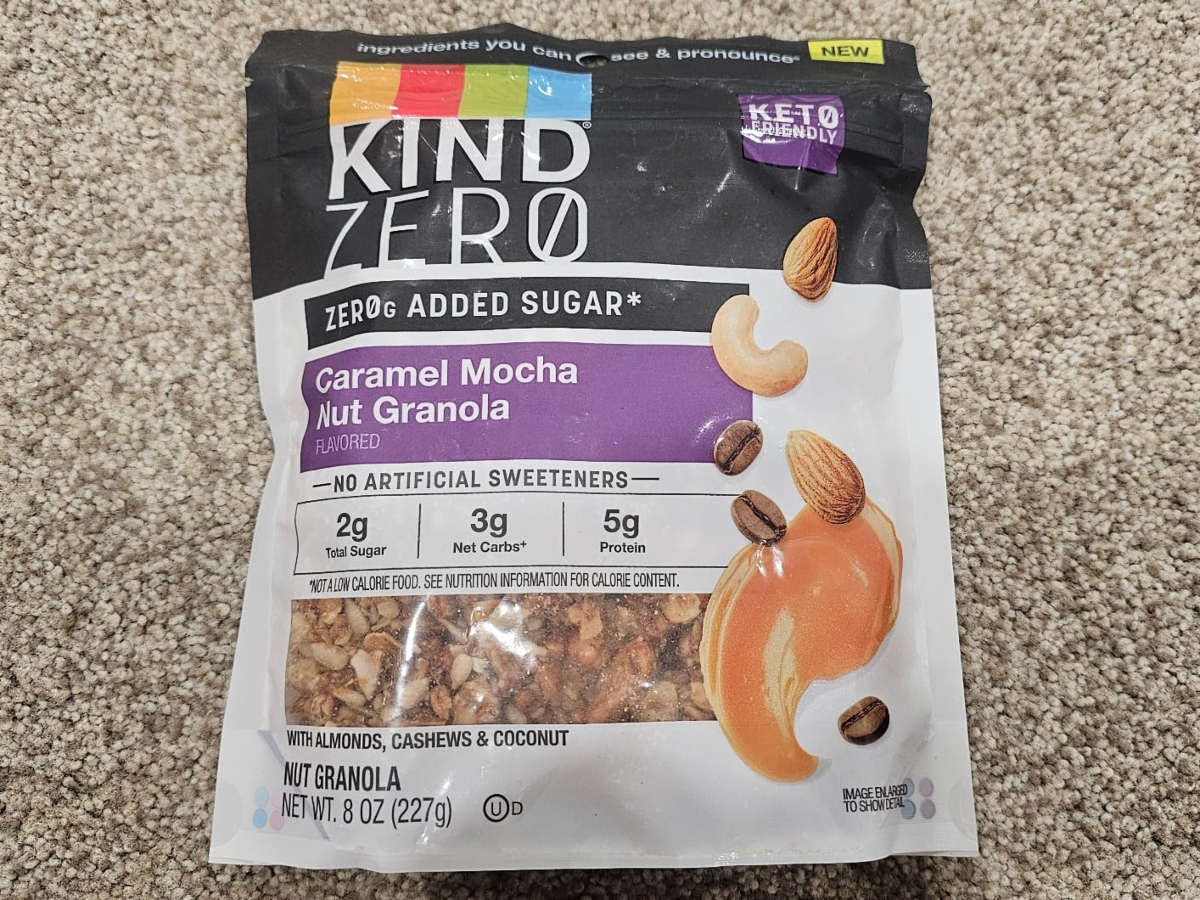 ingredients you can see & pronounce®
NEW
KIND®
ZERØ
KETØ
FRIENDLY
ZERØG ADDED SUGAR*
Caramel Mocha
Nut Granola
FLAVORED
NO ARTIFICIAL SWEETENERS
2g
Total Sugar
3g
Net Carbs+
5g
Protein
*NOT A LOW CALORIE FOOD. SEE NUTRITION INFORMATION FOR CALORIE CONTENT.
WITH ALMONDS, CASHEWS & COCONUT
NUT GRANOLA
NET WT. 8 OZ (227g)
U D
IMAGE ENLARGED
TO SHOW DETAIL